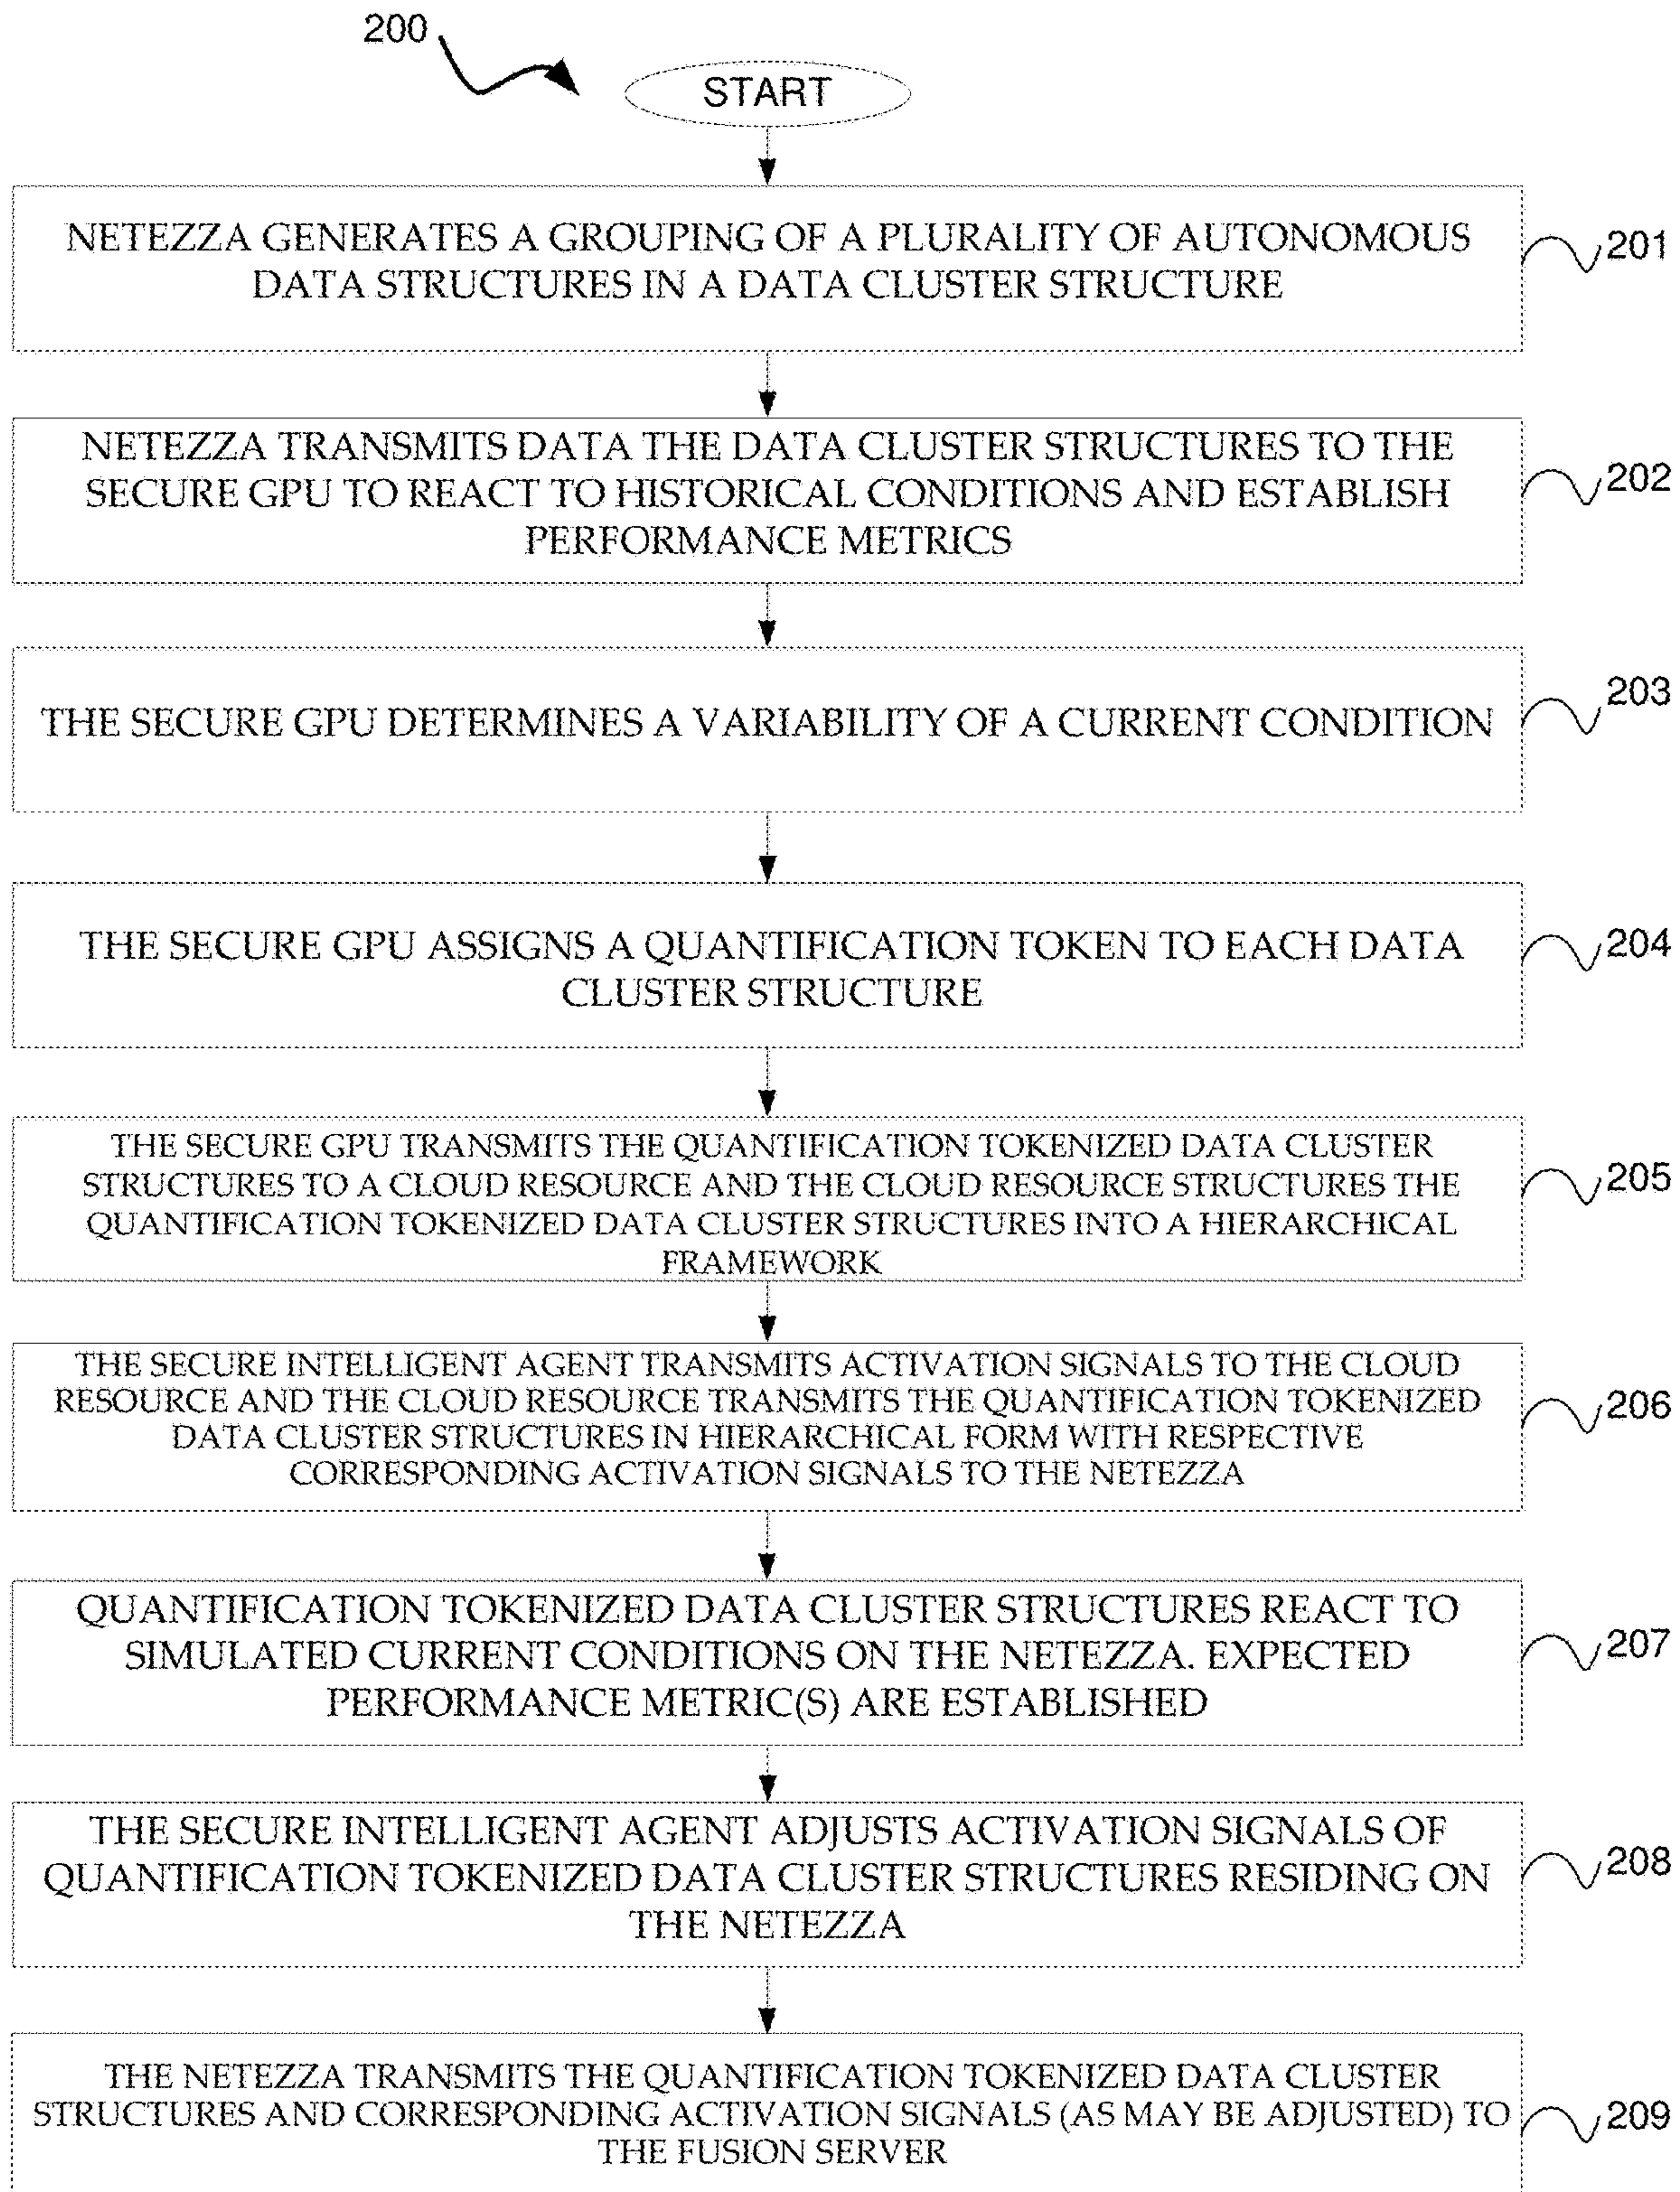 200
START
NETEZZA GENERATES A GROUPING OF A PLURALITY OF AUTONOMOUS
DATA STRUCTURES IN A DATA CLUSTER STRUCTURE
201
NETEZZA TRANSMITS DATA THE DATA CLUSTER STRUCTURES TO THE
SECURE GPU TO REACT TO HISTORICAL CONDITIONS AND ESTABLISH
PERFORMANCE METRICS
202
THE SECURE GPU DETERMINES A VARIABILITY OF A CURRENT CONDITION
203
THE SECURE GPU ASSIGNS A QUANTIFICATION TOKEN TO EACH DATA
CLUSTER STRUCTURE
204
THE SECURE GPU TRANSMITS THE QUANTIFICATION TOKENIZED DATA CLUSTER
STRUCTURES TO A CLOUD RESOURCE AND THE CLOUD RESOURCE STRUCTURES THE
QUANTIFICATION TOKENIZED DATA CLUSTER STRUCTURES INTO A HIERARCHICAL
FRAMEWORK
205
THE SECURE INTELLIGENT AGENT TRANSMITS ACTIVATION SIGNALS TO THE CLOUD
RESOURCE AND THE CLOUD RESOURCE TRANSMITS THE QUANTIFICATION TOKENIZED
DATA CLUSTER STRUCTURES IN HIERARCHICAL FORM WITH RESPECTIVE
CORRESPONDING ACTIVATION SIGNALS TO THE NETEZZA
206
QUANTIFICATION TOKENIZED DATA CLUSTER STRUCTURES REACT TO
SIMULATED CURRENT CONDITIONS ON THE NETEZZA. EXPECTED
PERFORMANCE METRIC(S) ARE ESTABLISHED
207
THE SECURE INTELLIGENT AGENT ADJUSTS ACTIVATION SIGNALS OF
QUANTIFICATION TOKENIZED DATA CLUSTER STRUCTURES RESIDING ON
THE NETEZZA
208
THE NETEZZA TRANSMITS THE QUANTIFICATION TOKENIZED DATA CLUSTER
STRUCTURES AND CORRESPONDING ACTIVATION SIGNALS (AS MAY BE ADJUSTED) TO
THE FUSION SERVER
209